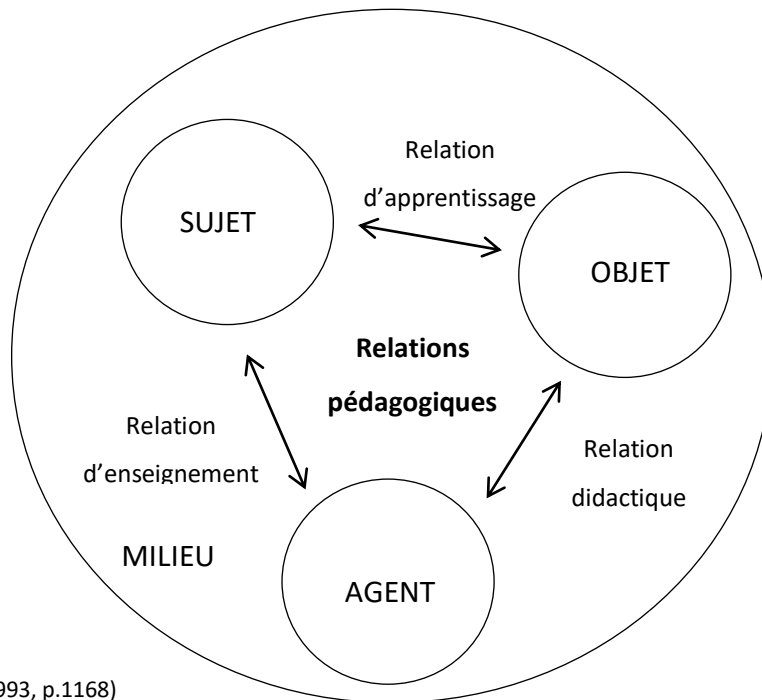 Relation
d'apprentissage
SUJET
OBJET
Relations
pédagogiques
Relation
d'enseignement
Relation
didactique
MILIEU
AGENT
993, p.1168)